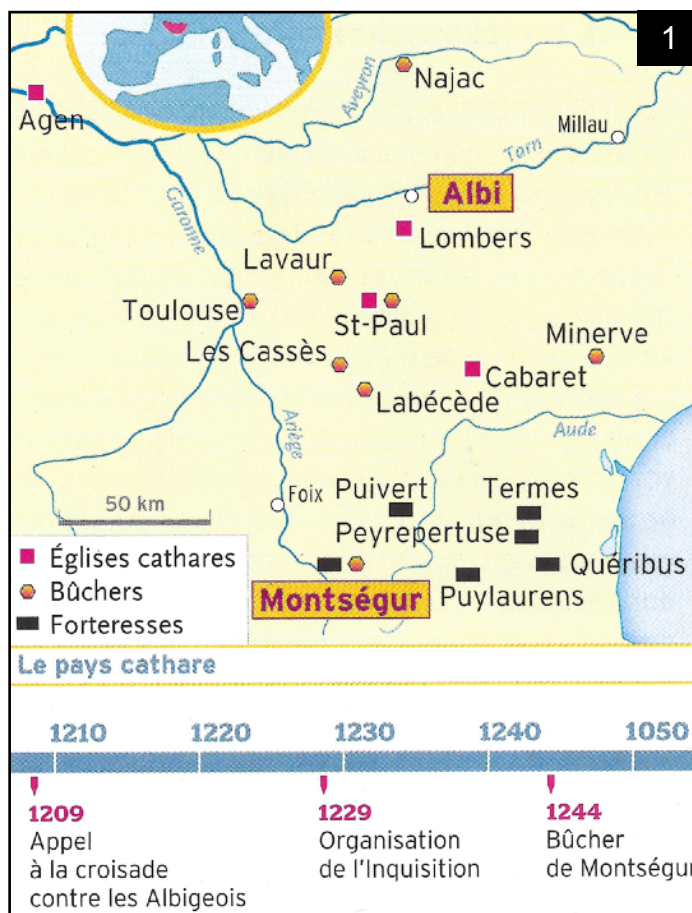 1
Najac
Aveyron
Agen
Millau
Tarn
Albi
Garonne
Lombers
Lavaur
Toulouse
St-Paul
Les Cassès
Minerve
Cabaret
Labécède
Aude
Ariège
50 km
Foix
Puivert
Termes
Peyrepertuse
Quéribus
Montségur
Puylaurens
Églises cathares
Bûchers
Forteresses
Le pays cathare
1210 1220 1230 1240 1050
1209
Appel
à la croisade
contre les Albigeois
1229
Organisation
de l'Inquisition
1244
Bûcher
de Montségur